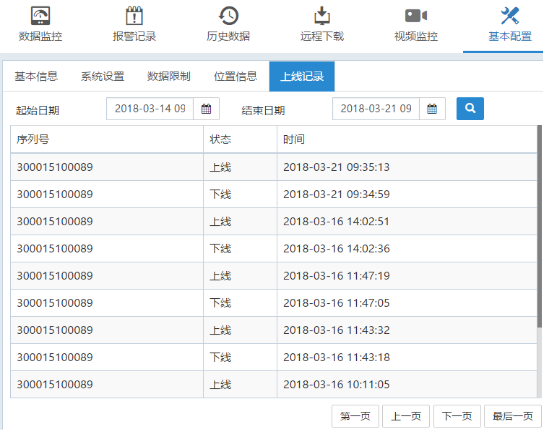 数据监控 报警记录 历史数据 远程下载 视频监控 基本配置
基本信息 系统设置 数据限制 位置信息 上线记录
起始日期 2018-03-14 09 结束日期 2018-03-21 09
序列号 状态 时间
300015100089 上线 2018-03-21 09:35:13
300015100089 下线 2018-03-21 09:34:59
300015100089 上线 2018-03-16 14:02:51
300015100089 下线 2018-03-16 14:02:36
300015100089 上线 2018-03-16 11:47:19
300015100089 下线 2018-03-16 11:47:05
300015100089 上线 2018-03-16 11:43:32
300015100089 下线 2018-03-16 11:43:18
300015100089 上线 2018-03-16 10:11:05
第一页 上一页 下一页 最后一页